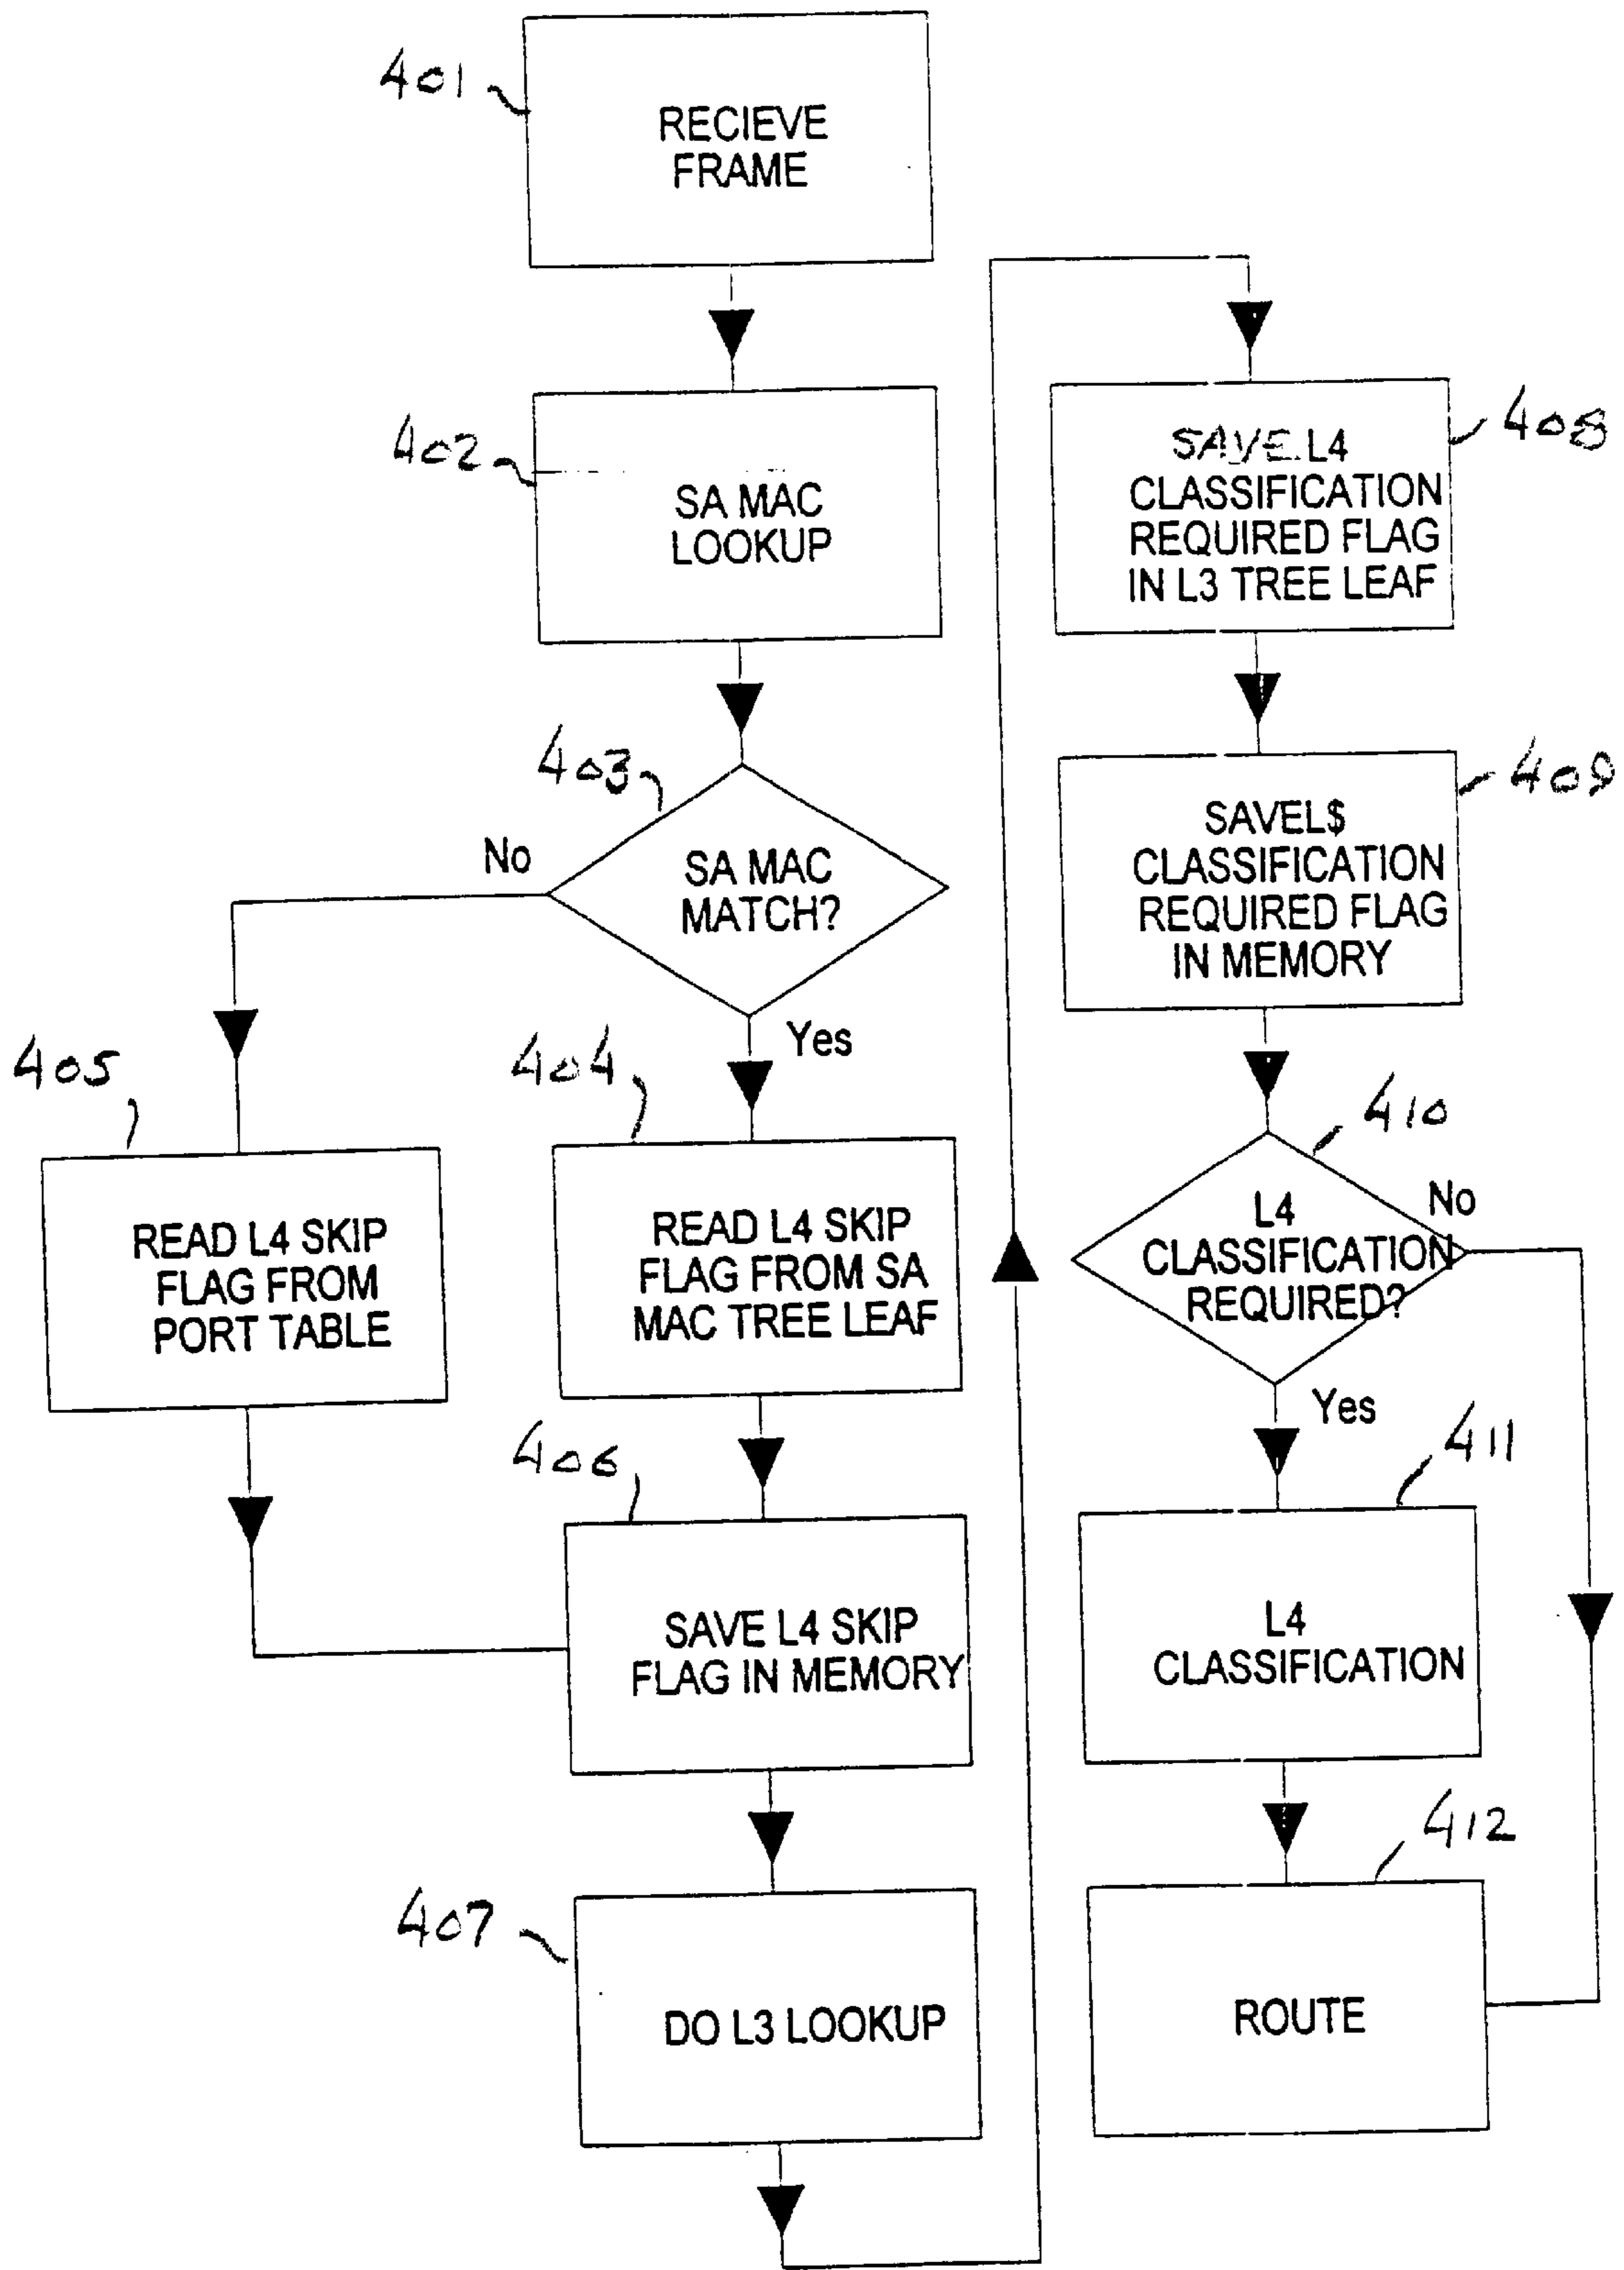 401
RECIEVE
FRAME
402
SA MAC
LOOKUP
403
No
SA MAC
MATCH?
Yes
405
404
READ L4 SKIP
FLAG FROM
PORT TABLE
READ L4 SKIP
FLAG FROM SA
MAC TREE LEAF
406
SAVE L4 SKIP
FLAG IN MEMORY
407
DO L3 LOOKUP
408
SAVE L4
CLASSIFICATION
REQUIRED FLAG
IN L3 TREE LEAF
409
SAVEL$
CLASSIFICATION
REQUIRED FLAG
IN MEMORY
410
No
L4
CLASSIFICATION
REQUIRED?
Yes
411
L4
CLASSIFICATION
412
ROUTE